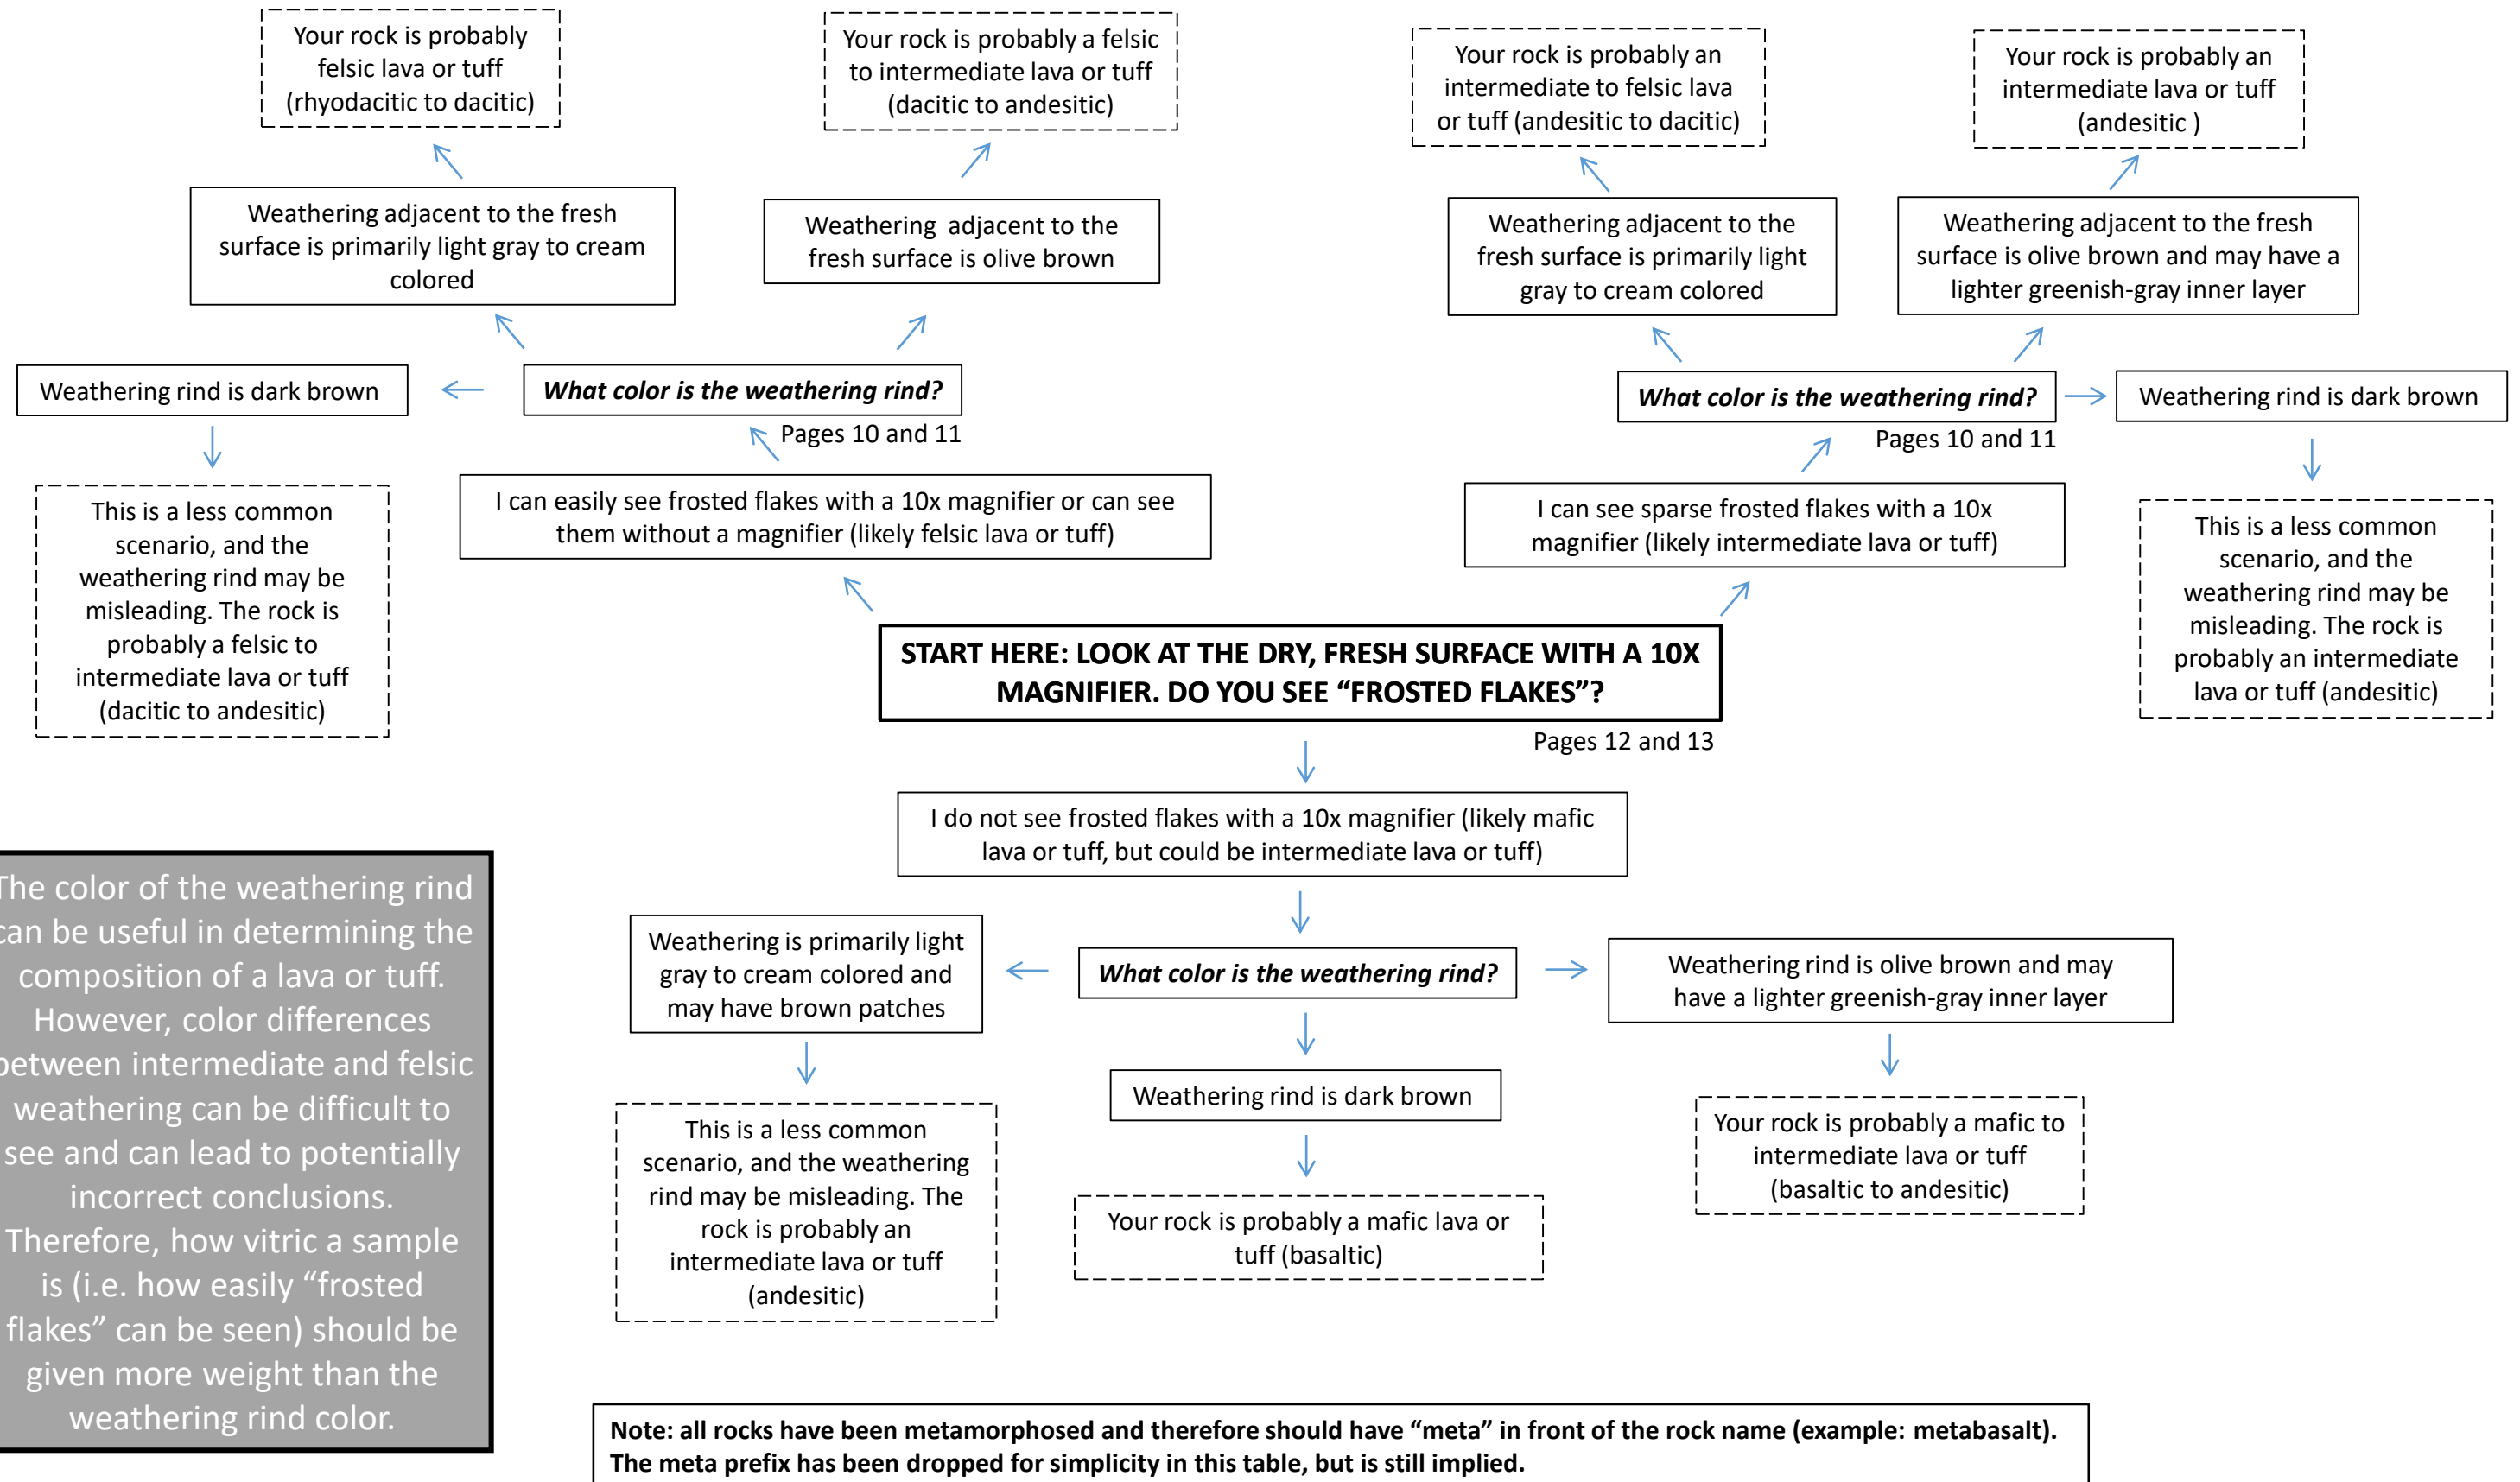 Your rock is probably
felsic lava or tuff
(rhyodacitic to dacitic)
Your rock is probably a felsic
to intermediate lava or tuff
(dacitic to andesitic)
Your rock is probably an
intermediate to felsic lava
or tuff (andesitic to dacitic)
Your rock is probably an
intermediate lava or tuff
(andesitic )
Weathering adjacent to the fresh
surface is primarily light gray to cream
colored
Weathering adjacent to the
fresh surface is olive brown
Weathering adjacent to the
fresh surface is primarily light
gray to cream colored
Weathering adjacent to the fresh
surface is olive brown and may have a
lighter greenish-gray inner layer
Weathering rind is dark brown
What color is the weathering rind?
Pages 10 and 11
What color is the weathering rind?
Pages 10 and 11
Weathering rind is dark brown
This is a less common
scenario, and the
weathering rind may be
misleading. The rock is
probably a felsic to
intermediate lava or tuff
(dacitic to andesitic)
I can easily see frosted flakes with a 10x magnifier or can see
them without a magnifier (likely felsic lava or tuff)
I can see sparse frosted flakes with a 10x
magnifier (likely intermediate lava or tuff)
This is a less common
scenario, and the
weathering rind may be
misleading. The rock is
probably an intermediate
lava or tuff (andesitic)
START HERE: LOOK AT THE DRY, FRESH SURFACE WITH A 10X
MAGNIFIER. DO YOU SEE “FROSTED FLAKES”?
Pages 12 and 13
I do not see frosted flakes with a 10x magnifier (likely mafic
lava or tuff, but could be intermediate lava or tuff)
The color of the weathering rind
can be useful in determining the
composition of a lava or tuff.
However, color differences
between intermediate and felsic
weathering can be difficult to
see and can lead to potentially
incorrect conclusions.
Therefore, how vitric a sample
is (i.e. how easily “frosted
flakes” can be seen) should be
given more weight than the
weathering rind color.
Weathering is primarily light
gray to cream colored and
may have brown patches
What color is the weathering rind?
Weathering rind is olive brown and may
have a lighter greenish-gray inner layer
Weathering rind is dark brown
This is a less common
scenario, and the weathering
rind may be misleading. The
rock is probably an
intermediate lava or tuff
(andesitic)
Your rock is probably a mafic lava or
tuff (basaltic)
Your rock is probably a mafic to
intermediate lava or tuff
(basaltic to andesitic)
Note: all rocks have been metamorphosed and therefore should have “meta” in front of the rock name (example: metabasalt).
The meta prefix has been dropped for simplicity in this table, but is still implied.